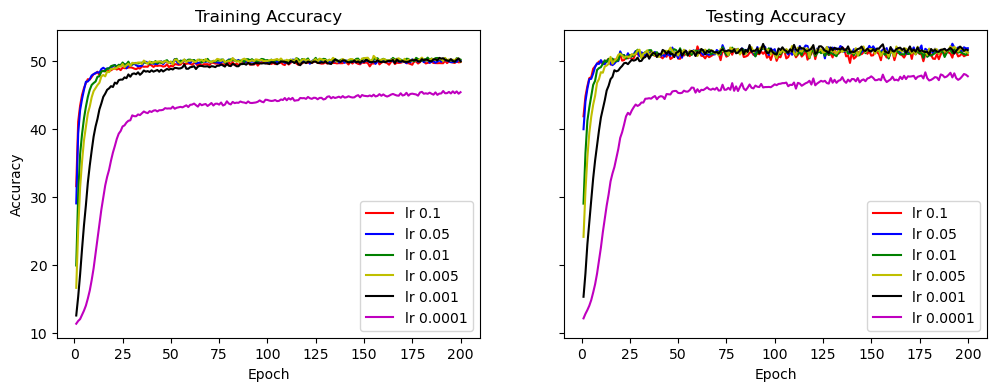 Training Accuracy
Accuracy
50
40
30
20
10
0 25 50 75 100 125 150 175 200
Epoch
lr 0.1
lr 0.05
lr 0.01
lr 0.005
lr 0.001
lr 0.0001
Testing Accuracy
0 25 50 75 100 125 150 175 200
Epoch
lr 0.1
lr 0.05
lr 0.01
lr 0.005
lr 0.001
lr 0.0001